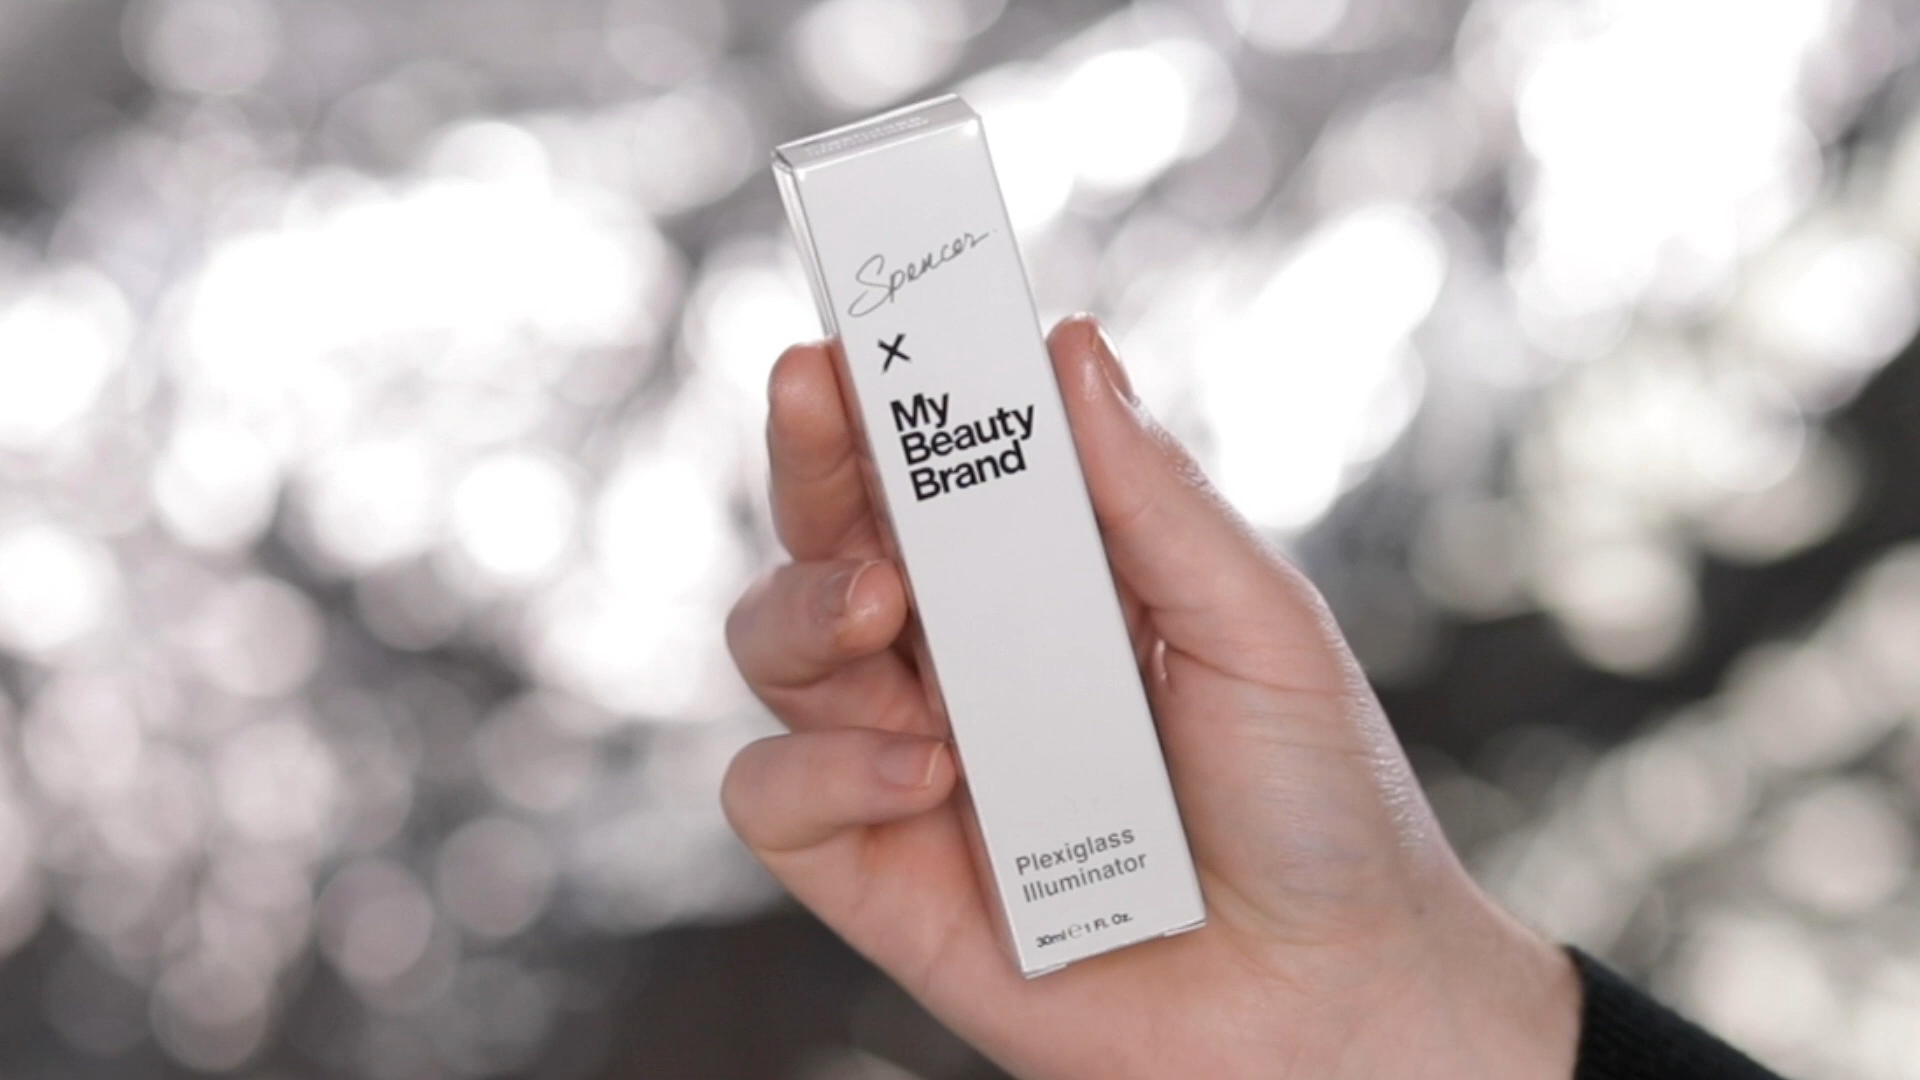 Spencer.
X
My
Beauty
Brand
Plexiglass
Illuminator
30ml ℮ 1 Fl. Oz.